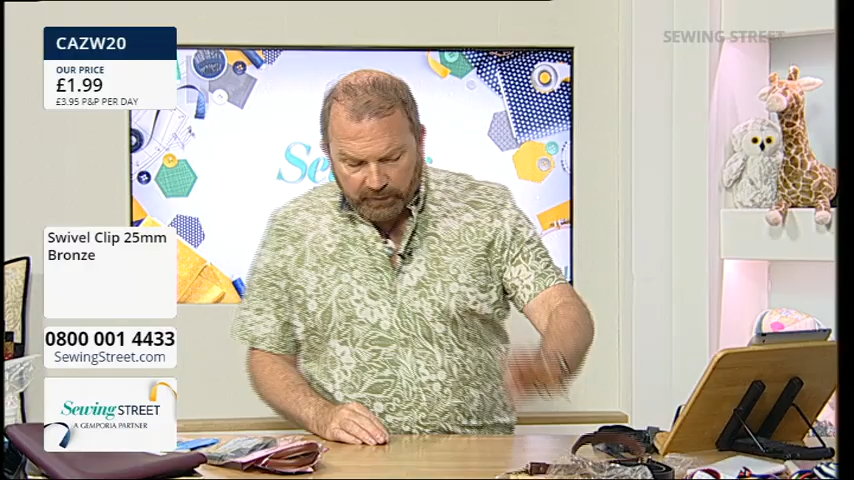 CAZW20
OUR PRICE
£1.99
£3.95 P&P PER DAY
SEWING STREET
Swivel Clip 25mm
Bronze
0800 001 4433
SewingStreet.com
Sewing STREET
A GEMPORIA PARTNER